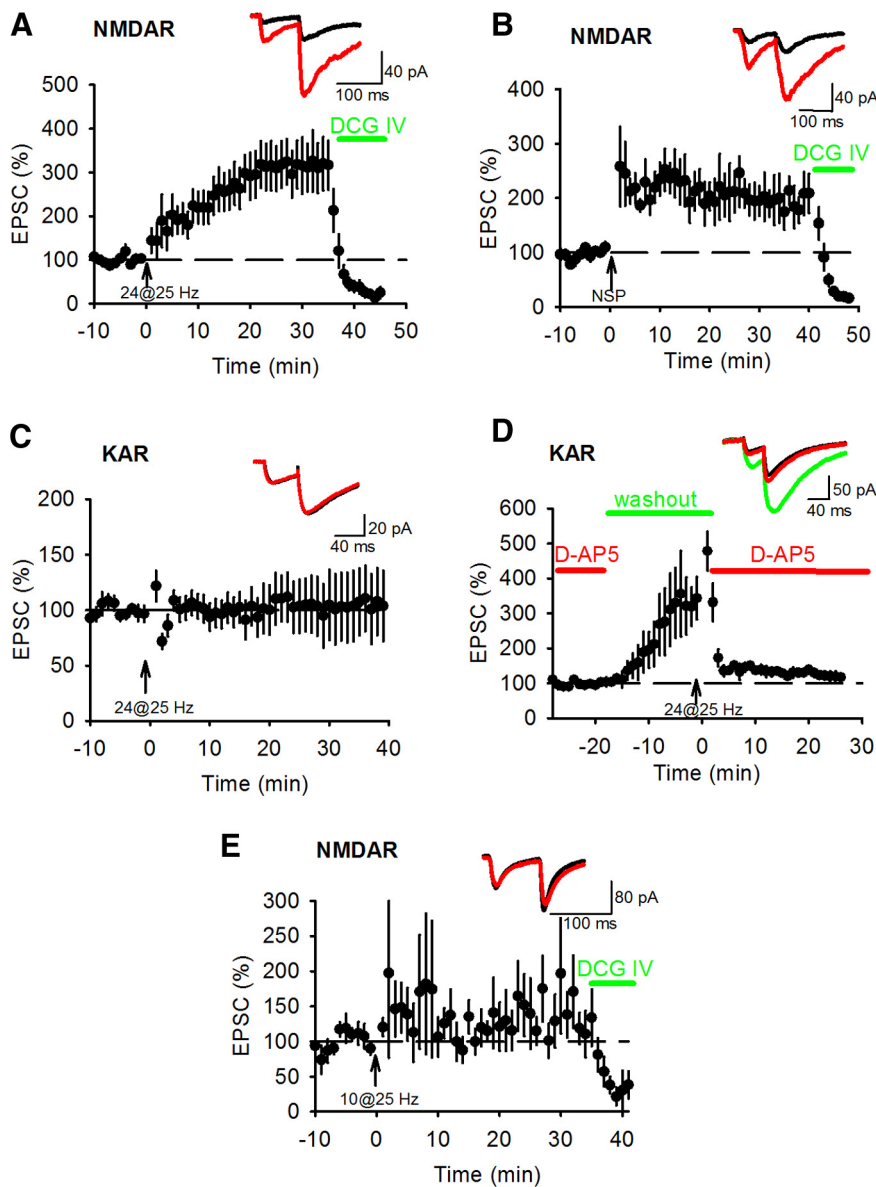 A
NMDAR
40 pA
100 ms
DCG IV
EPSC (%)
500
400
300
200
100
0
24@25 Hz
-10 0 10 20 30 40 50
Time (min)
B
NMDAR
40 pA
100 ms
DCG IV
EPSC (%)
400
300
200
100
0
NSP
-10 0 10 20 30 40 50
Time (min)
C
KAR
20 pA
40 ms
EPSC (%)
200
150
100
50
0
24@25 Hz
-10 0 10 20 30 40
Time (min)
D
KAR
50 pA
40 ms
washout
D-AP5
D-AP5
EPSC (%)
600
500
400
300
200
100
0
24@25 Hz
-20 -10 0 10 20 30
Time (min)
E
NMDAR
80 pA
100 ms
DCG IV
EPSC (%)
300
250
200
150
100
50
0
10@25 Hz
-10 0 10 20 30 40
Time (min)